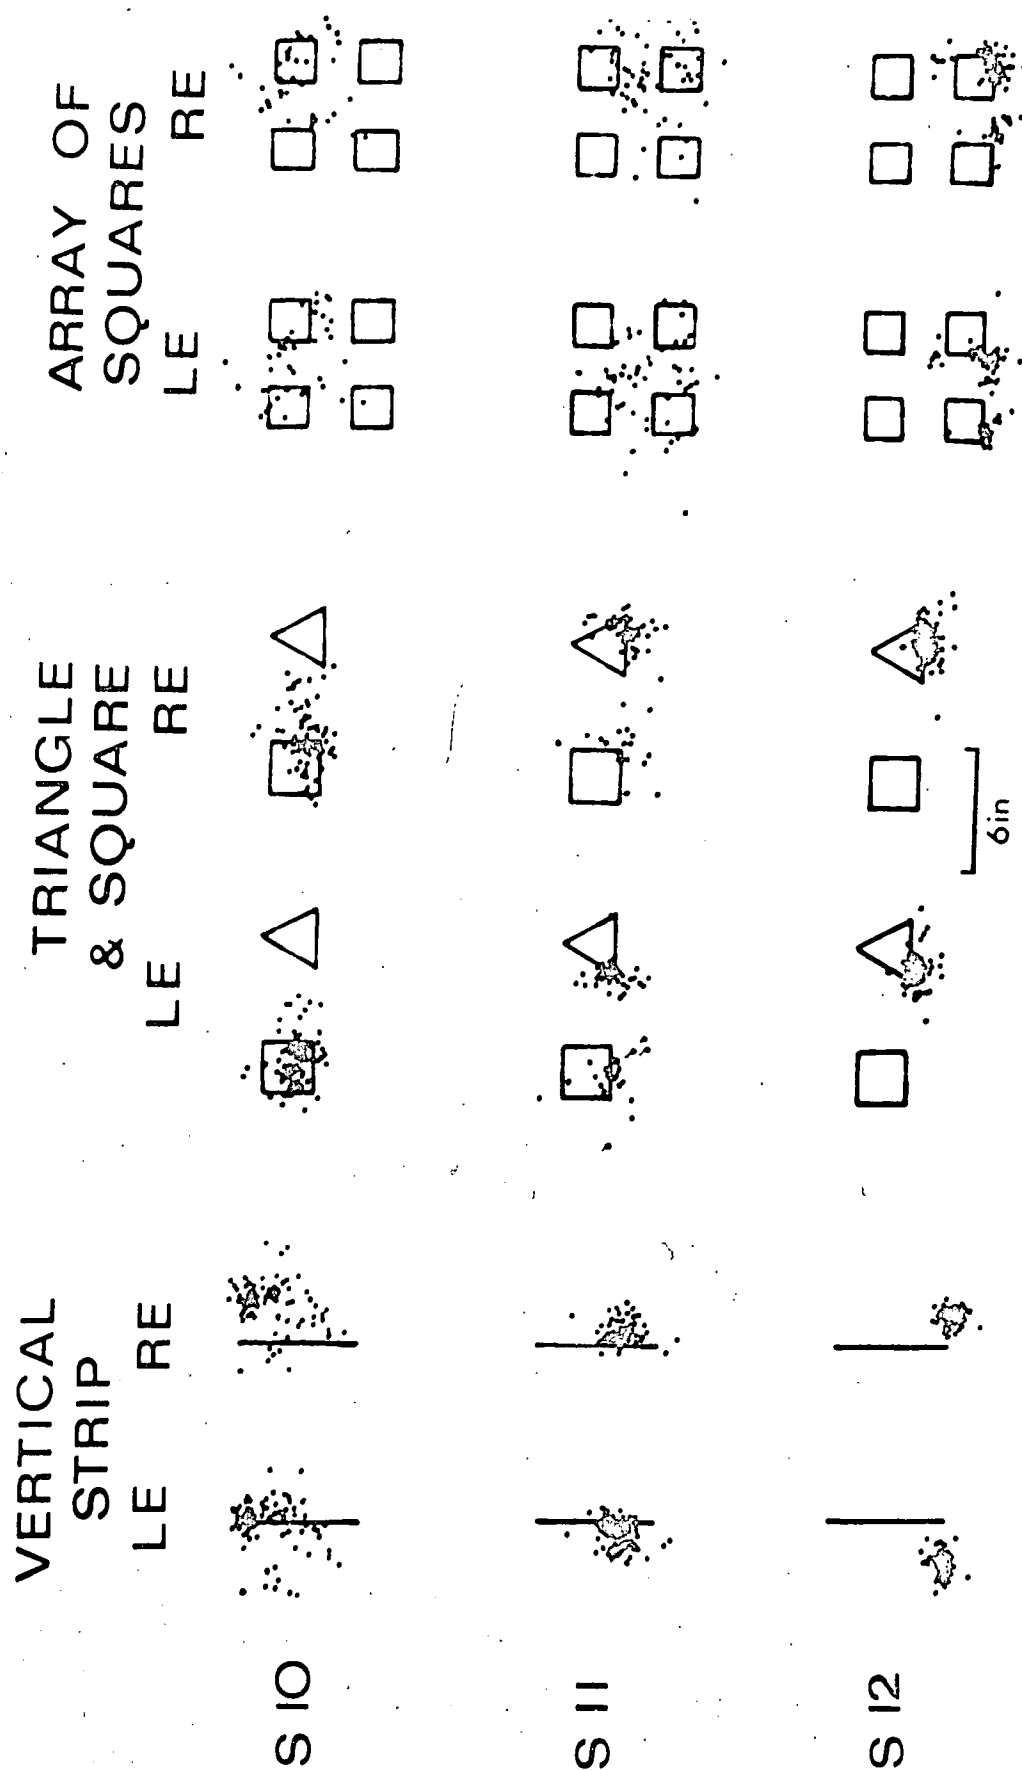 VERTICAL
STRIP
LE RE
TRIANGLE
& SQUARE
LE RE
ARRAY OF
SQUARES
LE RE
S 10
S 11
S 12
6in